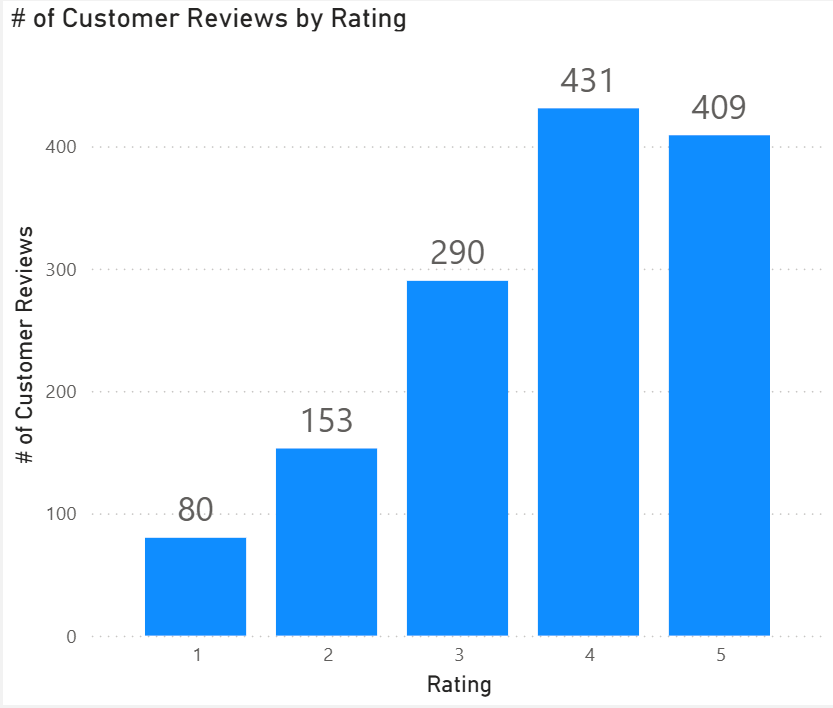 # of Customer Reviews by Rating
431
409
400
# of Customer Reviews
290
300
200
153
100
80
0
1 2 3 4 5
Rating